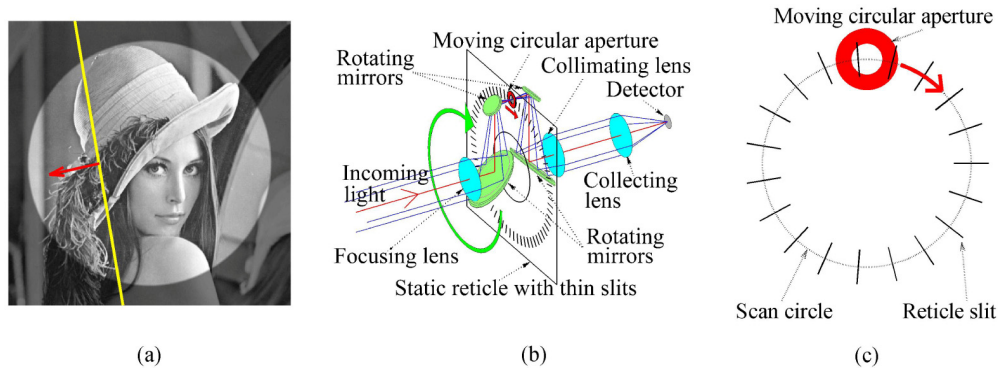 Moving circular aperture
Rotating
mirrors
Collimating lens
Detector
Incoming
light
Collecting
lens
Focusing lens
Rotating
mirrors
Static reticle with thin slits
Moving circular aperture
Scan circle
Reticle slit
(a)
(b)
(c)